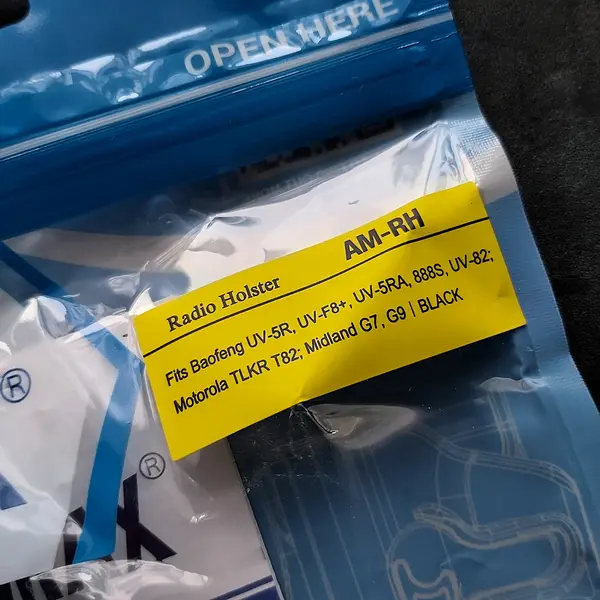 OPEN HERE
Radio Holster AM-RH
Fits Baofeng UV-5R, UV-F8+, UV-5RA, 888S, UV-82;
Motorola TLKR T82; Midland G7, G9 | BLACK
®
®